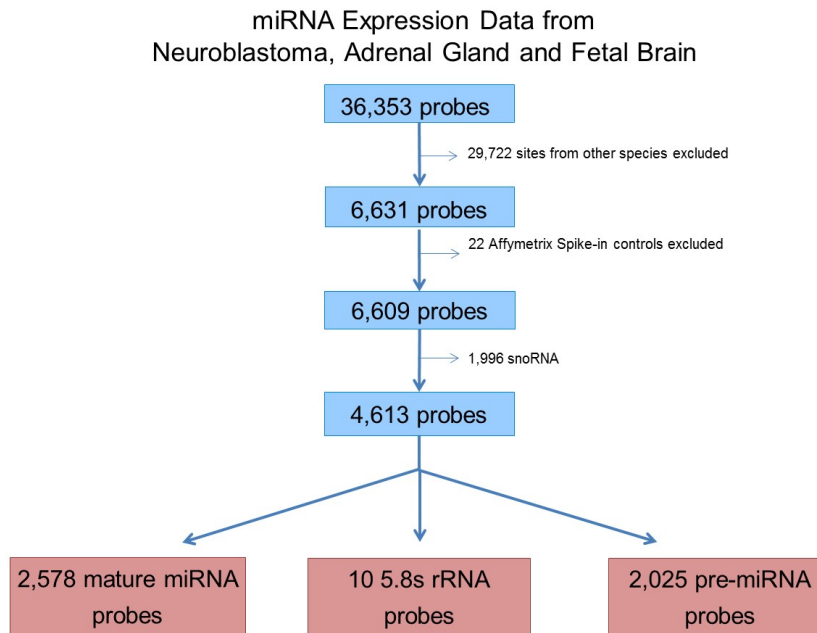 miRNA Expression Data from
Neuroblastoma, Adrenal Gland and Fetal Brain
36,353 probes
29,722 sites from other species excluded
6,631 probes
22 Affymetrix Spike-in controls excluded
6,609 probes
1,996 snoRNA
4,613 probes
2,578 mature miRNA
probes
10 5.8s rRNA
probes
2,025 pre-miRNA
probes